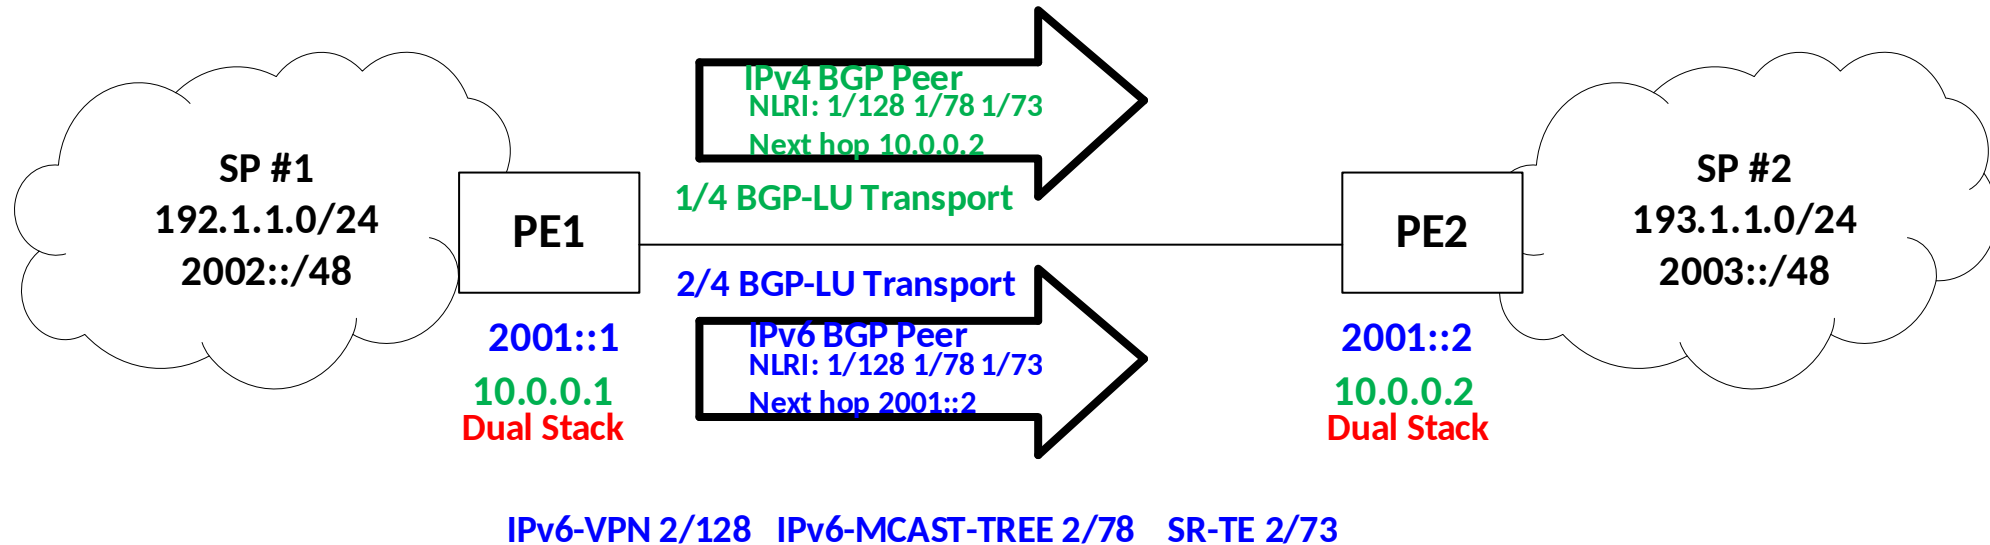 IPv4 BGP Peer
NLRI: 1/128 1/78 1/73
Next hop 10.0.0.2
SP #1
192.1.1.0/24
2002::/48
PE1
1/4 BGP-LU Transport
PE2
SP #2
193.1.1.0/24
2003::/48
2/4 BGP-LU Transport
IPv6 BGP Peer
NLRI: 1/128 1/78 1/73
Next hop 2001::2
2001::1
10.0.0.1
Dual Stack
2001::2
10.0.0.2
Dual Stack
IPv6-VPN 2/128 IPv6-MCAST-TREE 2/78 SR-TE 2/73